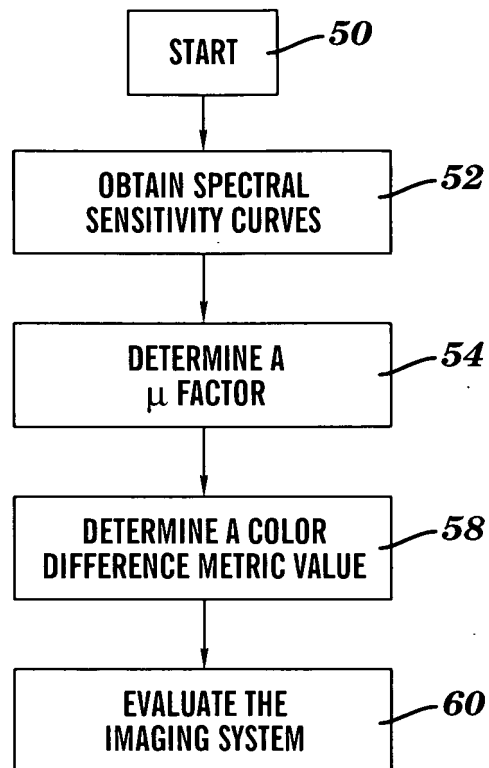 START
50
OBTAIN SPECTRAL
SENSITIVITY CURVES
52
DETERMINE A
μ FACTOR
54
DETERMINE A COLOR
DIFFERENCE METRIC VALUE
58
EVALUATE THE
IMAGING SYSTEM
60